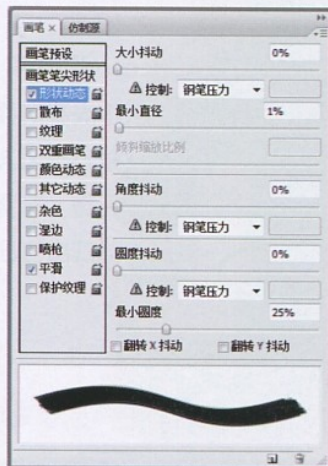 画笔 × 仿制源
画笔预设
画笔笔尖形状
形状动态
散布
纹理
双重画笔
颜色动态
其它动态
杂色
湿边
喷枪
平滑
保护纹理
大小抖动 0%
控制: 钢笔压力
最小直径 1%
倾斜缩放比例
角度抖动 0%
控制: 钢笔压力
圆度抖动 0%
控制: 钢笔压力
最小圆度 25%
翻转 X 抖动 翻转 Y 抖动